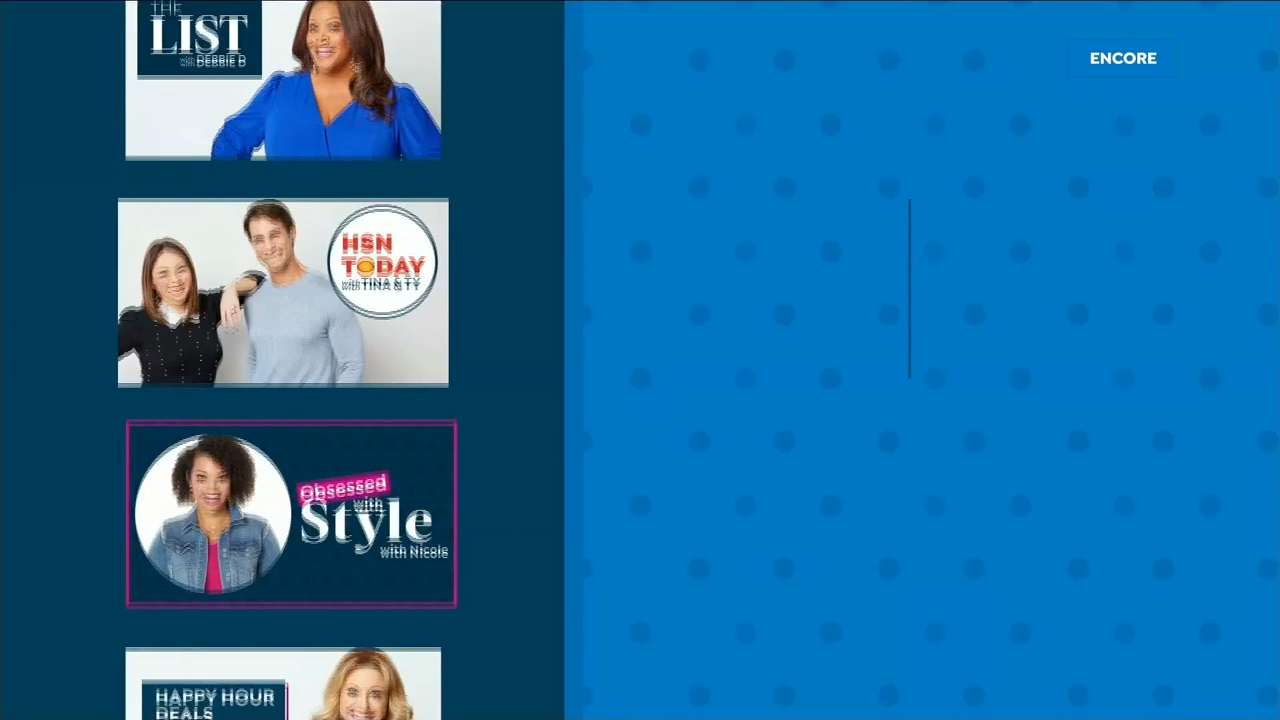 THE
LIST
with DEBBIE D
ENCORE
HSN
TODAY
with TINA & TY
Obsessed
with
Style
with Nicole
HAPPY HOUR
DEALS